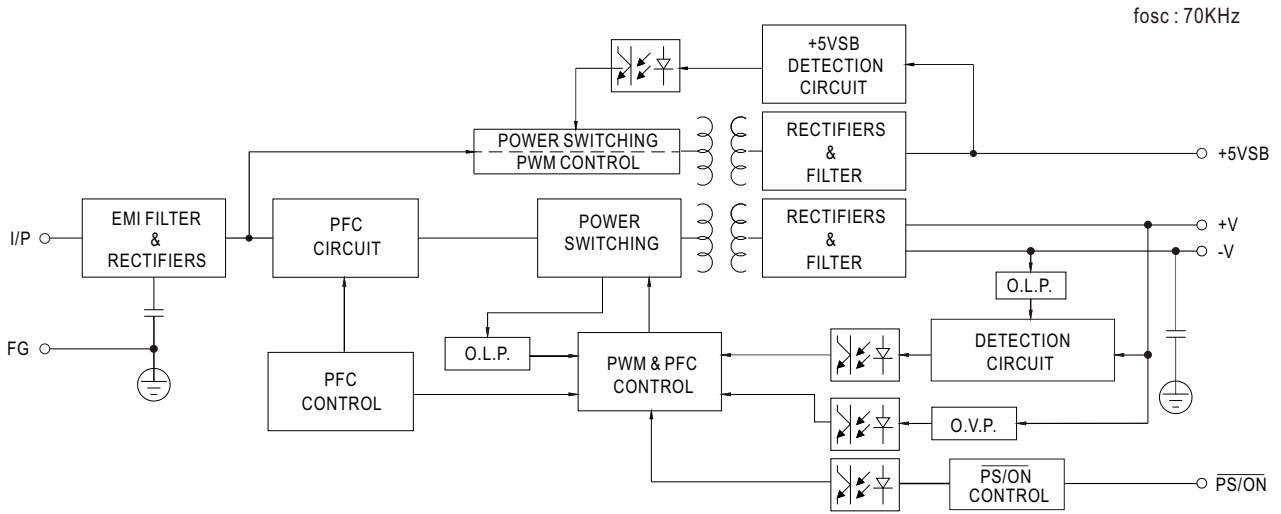 fosc : 70KHz
+5VSB
DETECTION
CIRCUIT
POWER SWITCHING
PWM CONTROL
RECTIFIERS
&
FILTER
+5VSB
I/P
EMI FILTER
&
RECTIFIERS
PFC
CIRCUIT
POWER
SWITCHING
RECTIFIERS
&
FILTER
+V
-V
O.L.P.
FG
O.L.P.
PFC
CONTROL
PWM & PFC
CONTROL
DETECTION
CIRCUIT
O.V.P.
PS/ON
CONTROL
PS/ON